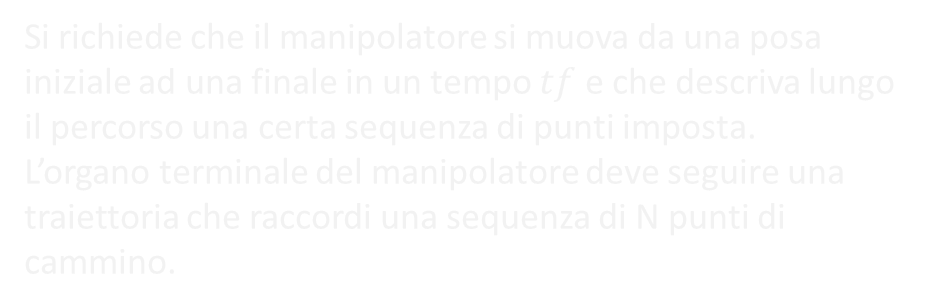 Si richiede che il manipolatore si muova da una posa
iniziale ad una finale in un tempo tf e che descriva lungo
il percorso una certa sequenza di punti imposta.
L’organo terminale del manipolatore deve seguire una
traiettoria che raccordi una sequenza di N punti di
cammino.